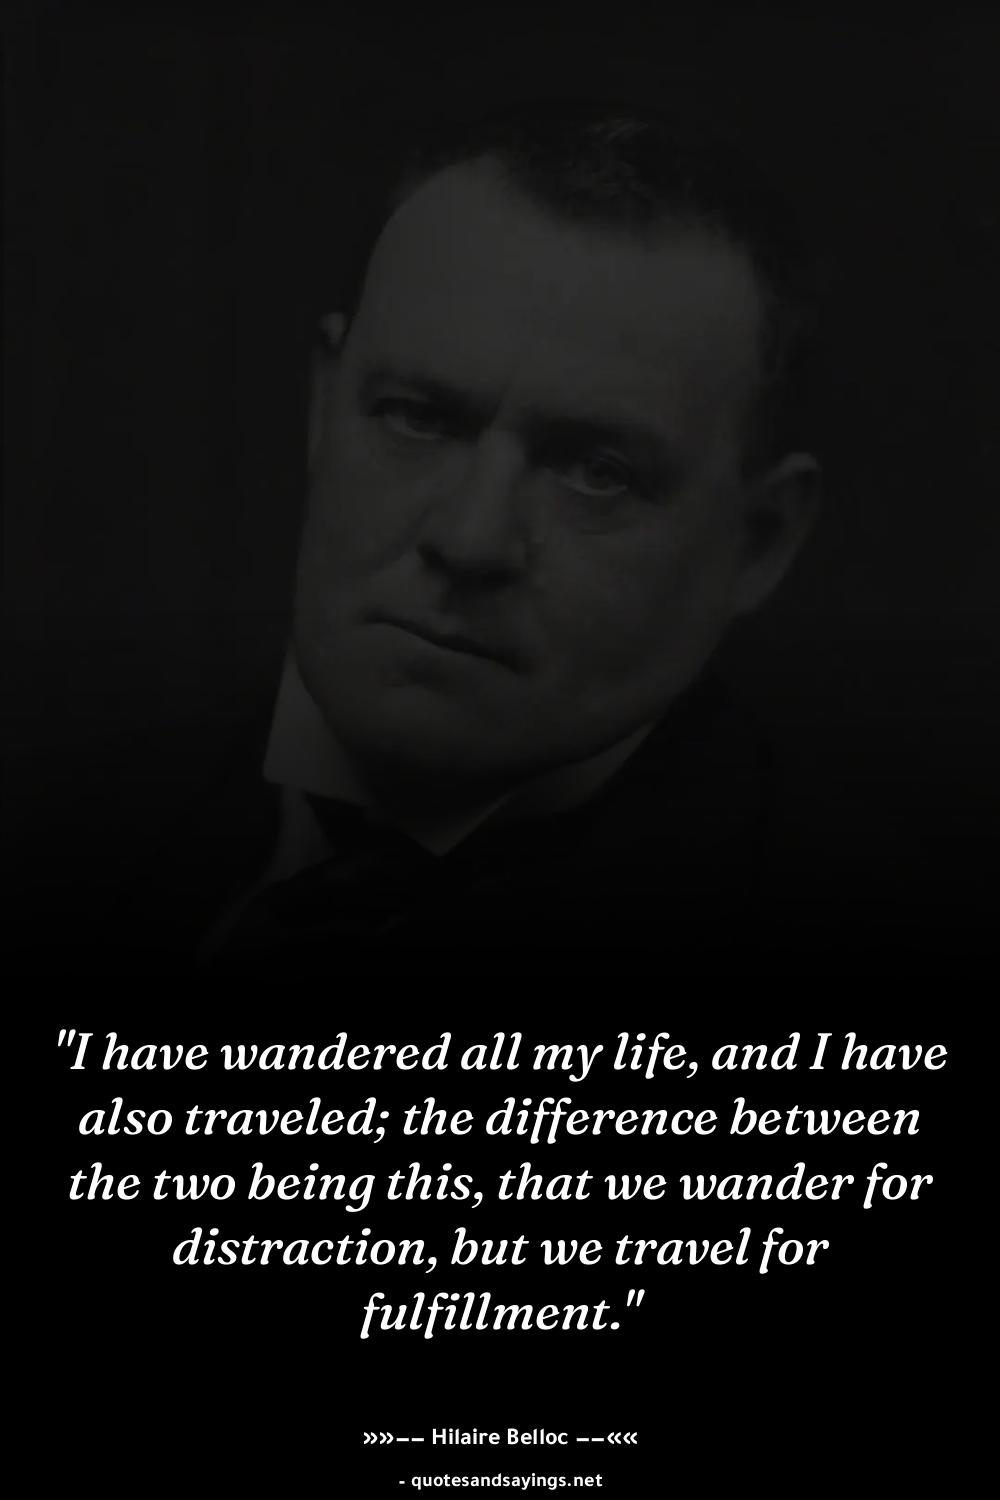 "I have wandered all my life, and I have
also traveled; the difference between
the two being this, that we wander for
distraction, but we travel for
fulfillment."
»»−− Hilaire Belloc −−««
- quotesandsayings.net